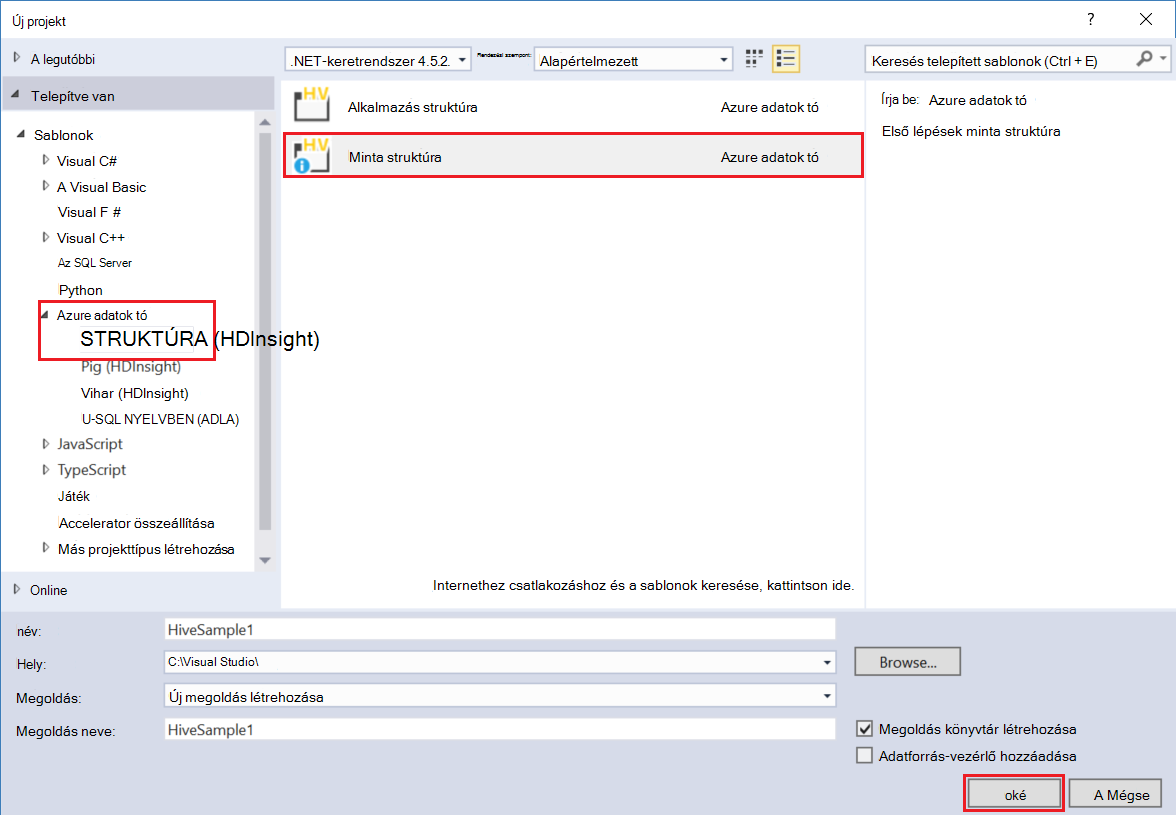 Új projekt
?
A legutóbbi
.NET-keretrendszer 4.5.2.
Rendezési szempont:
Alapértelmezett
Keresés telepített sablonok (Ctrl + E)
Telepítve van
Sablonok
Visual C#
A Visual Basic
Visual F #
Visual C++
Az SQL Server
Python
Azure adatok tó
STRUKTÚRA (HDInsight)
Pig (HDInsight)
Vihar (HDInsight)
U-SQL NYELVBEN (ADLA)
JavaScript
TypeScript
Játék
Accelerator összeállítása
Más projekttípus létrehozása
Online
H.V
Alkalmazás struktúra Azure adatok tó
H.V
Minta struktúra Azure adatok tó
Internethez csatlakozáshoz és a sablonok keresése, kattintson ide.
Írja be: Azure adatok tó
Első lépések minta struktúra
név: HiveSample1
Hely: C:\Visual Studio\
Browse...
Megoldás: Új megoldás létrehozása
Megoldás neve: HiveSample1
Megoldás könyvtár létrehozása
Adatforrás-vezérlő hozzáadása
oké
A Mégse